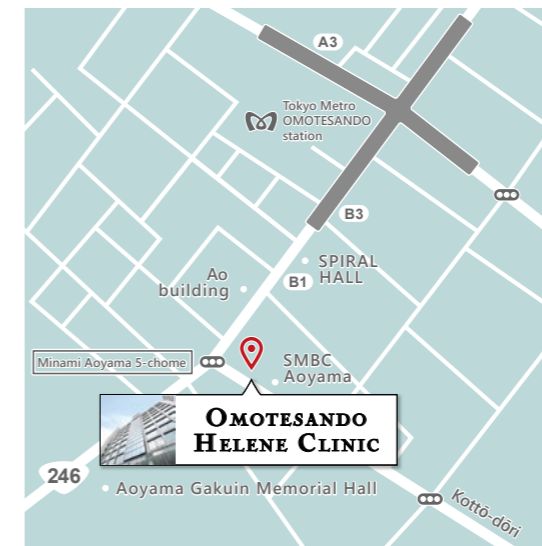 A3
Tokyo Metro
OMOTESANDO
station
B3
SPIRAL
HALL
B1
Ao
building
Minami Aoyama 5-chome
SMBC
Aoyama
OMOTESANDO
HELENE CLINIC
246
Aoyama Gakuin Memorial Hall
Kottō-dōri